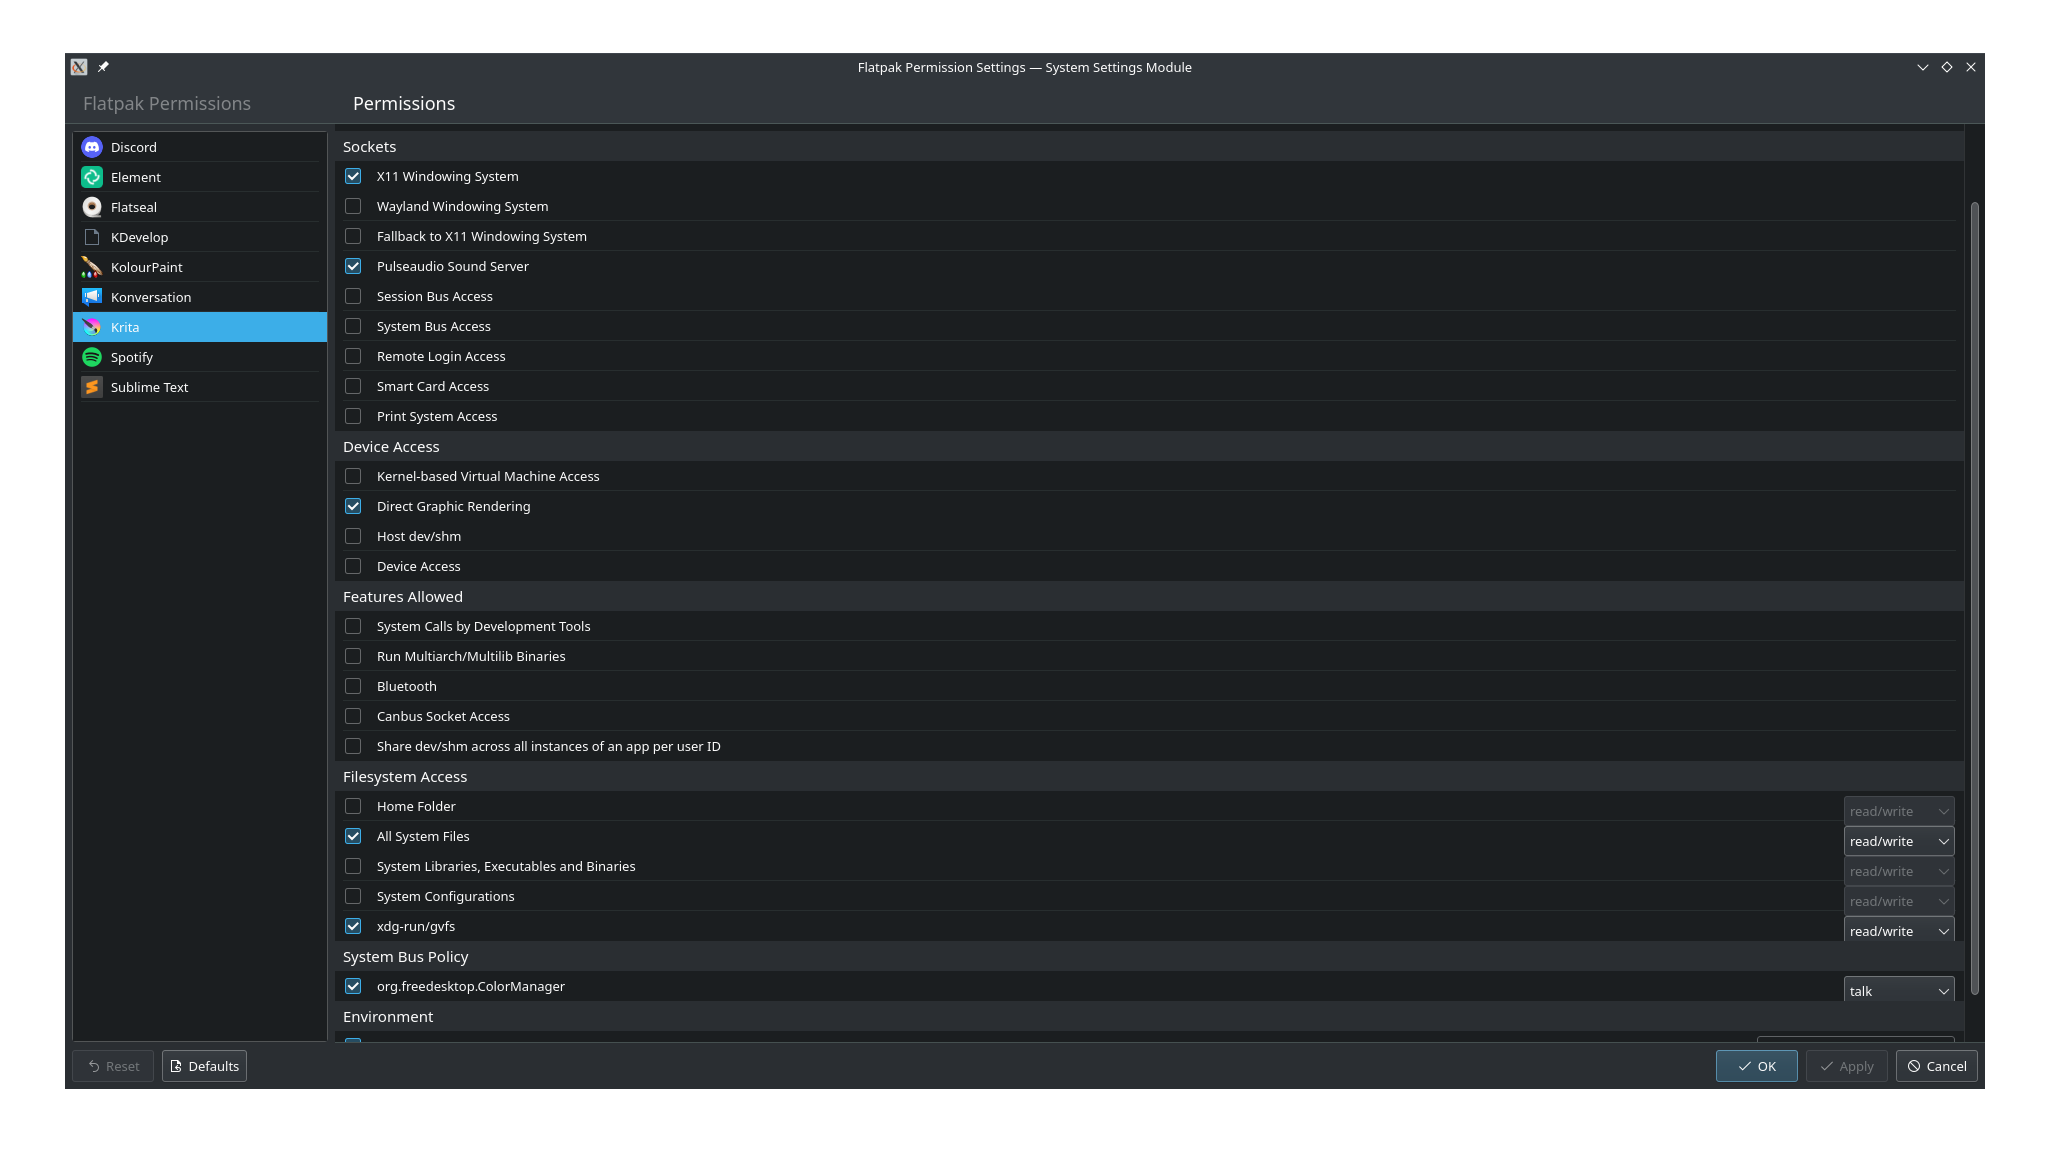 Flatpak Permission Settings — System Settings Module
Flatpak Permissions
Permissions
Discord
Element
Flatseal
KDevelop
KolourPaint
Konversation
Krita
Spotify
Sublime Text
Sockets
X11 Windowing System
Wayland Windowing System
Fallback to X11 Windowing System
Pulseaudio Sound Server
Session Bus Access
System Bus Access
Remote Login Access
Smart Card Access
Print System Access
Device Access
Kernel-based Virtual Machine Access
Direct Graphic Rendering
Host dev/shm
Device Access
Features Allowed
System Calls by Development Tools
Run Multiarch/Multilib Binaries
Bluetooth
Canbus Socket Access
Share dev/shm across all instances of an app per user ID
Filesystem Access
Home Folder read/write
All System Files read/write
System Libraries, Executables and Binaries read/write
System Configurations read/write
xdg-run/gvfs read/write
System Bus Policy
org.freedesktop.ColorManager talk
Environment
Reset Defaults OK Apply Cancel